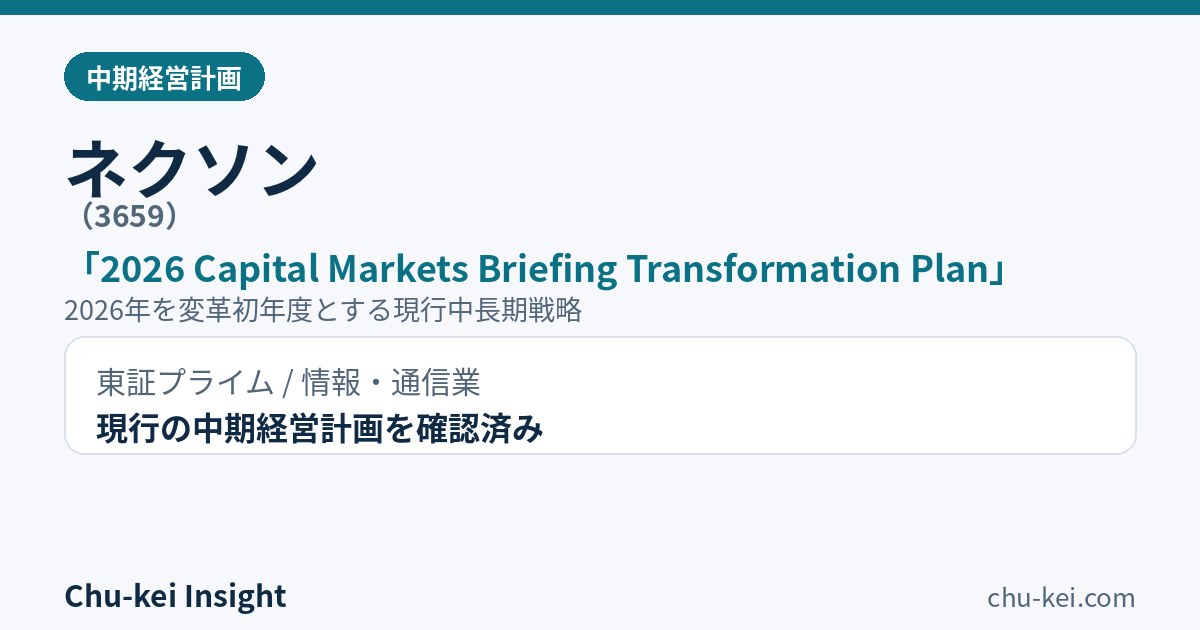 中期経営計画
ネクソン
（3659）
「2026 Capital Markets Briefing Transformation Plan」
2026年を変革初年度とする現行中長期戦略
東証プライム / 情報・通信業
現行の中期経営計画を確認済み
Chu-kei Insight
chu-kei.com